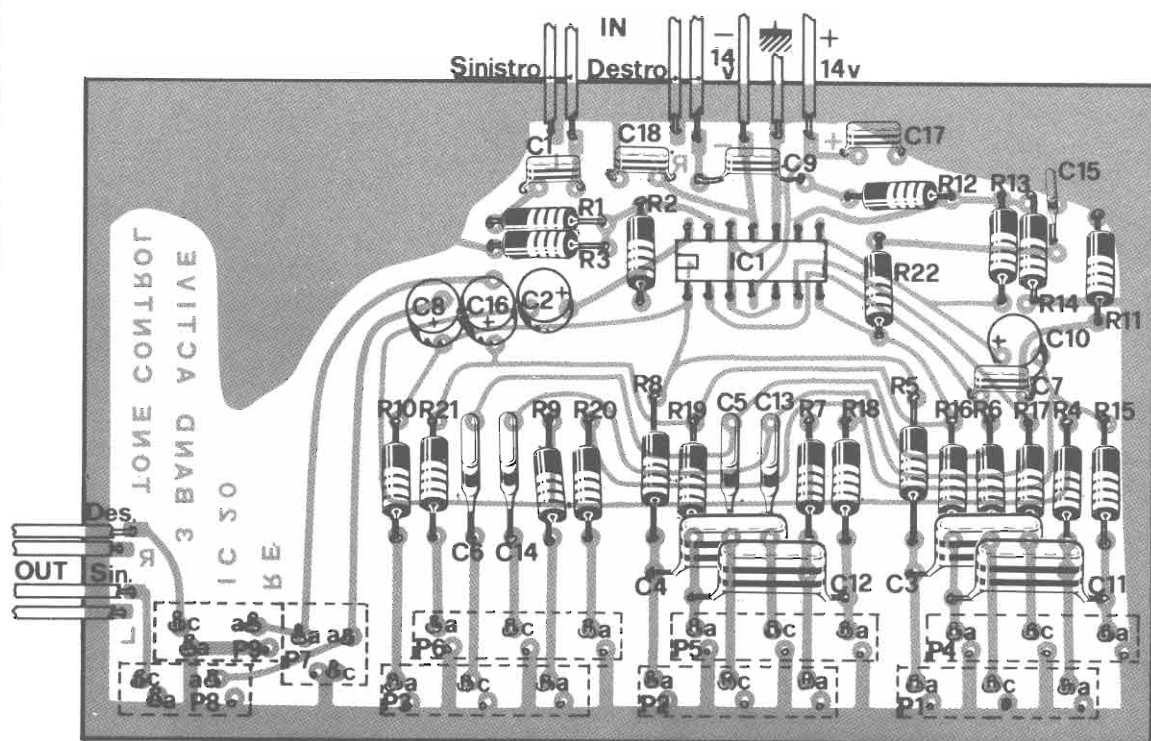 IN
Sinistro Destro
− 14 v
+ 14 v
C1 C18 − C9 + C17
R
C15
R1 R2 R12 R13
R3 IC1 R22 R14 R11
C8 C16 C2 C10
+ + + +
C7
R10 R21 R8 R9 R20 R19 C5 C13 R7 R18 R5 R16 R6 R17 R4 R15
C6 C14 C4 C12 C3 C11
TONE CONTROL
3 BAND ACTIVE
IC 20
RE
Des.
R
OUT Sin.
L
c a a a a a c a c a c a
a P9 P7 P6 P5 P4
c a c a c a a c a a c a
a P8 P3 P2 P1